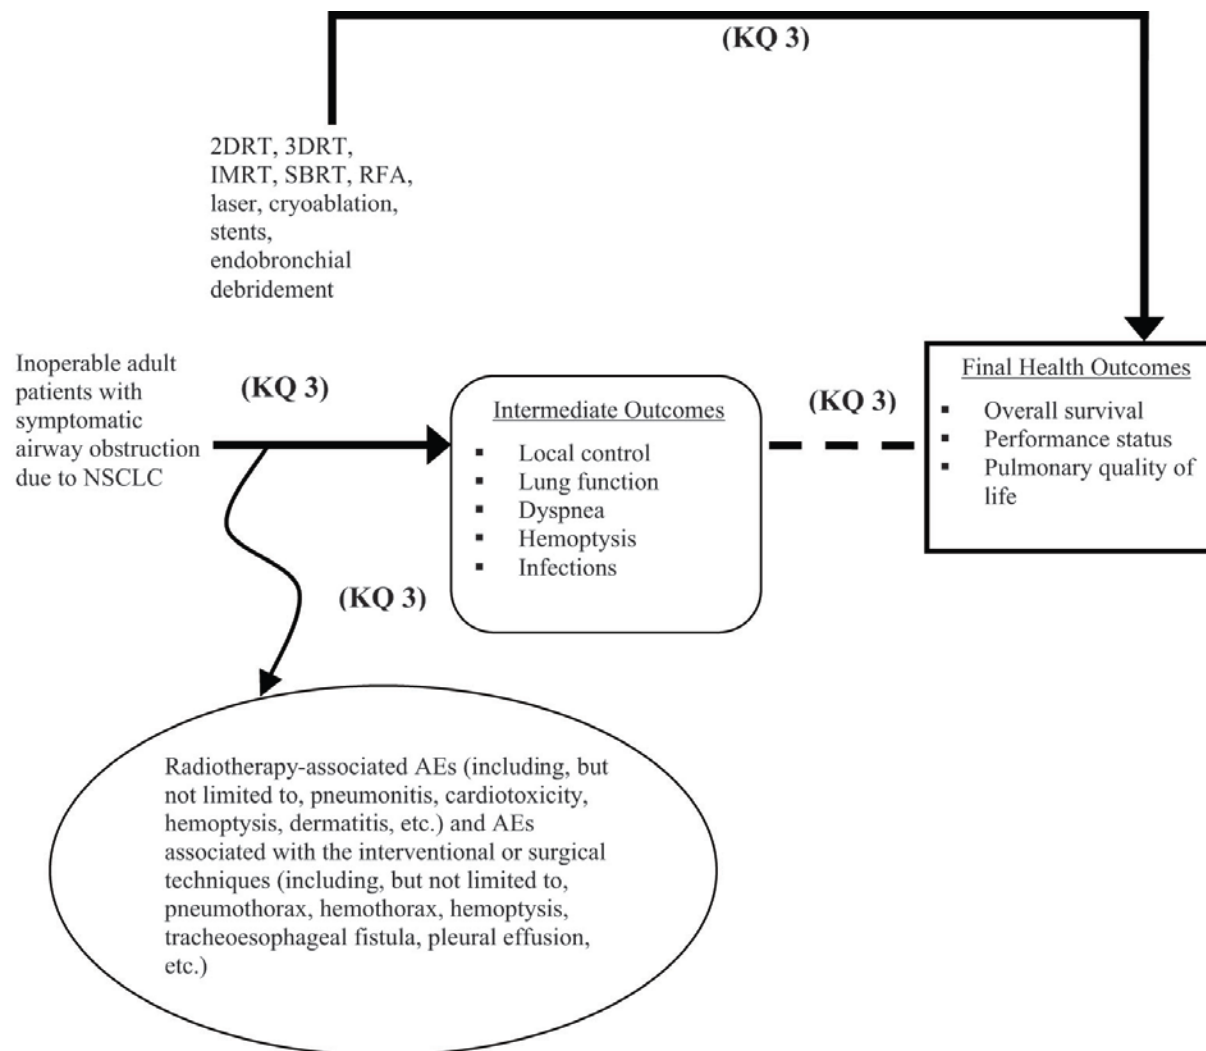 (KQ 3)
2DRT, 3DRT,
IMRT, SBRT, RFA,
laser, cryoablation,
stents,
endobronchial
debridement
Inoperable adult
patients with
symptomatic
airway obstruction
due to NSCLC
(KQ 3)
Intermediate Outcomes
▪ Local control
▪ Lung function
▪ Dyspnea
▪ Hemoptysis
▪ Infections
(KQ 3)
Final Health Outcomes
▪ Overall survival
▪ Performance status
▪ Pulmonary quality of
life
(KQ 3)
Radiotherapy-associated AEs (including, but
not limited to, pneumonitis, cardiotoxicity,
hemoptysis, dermatitis, etc.) and AEs
associated with the interventional or surgical
techniques (including, but not limited to,
pneumothorax, hemothorax, hemoptysis,
tracheoesophageal fistula, pleural effusion,
etc.)